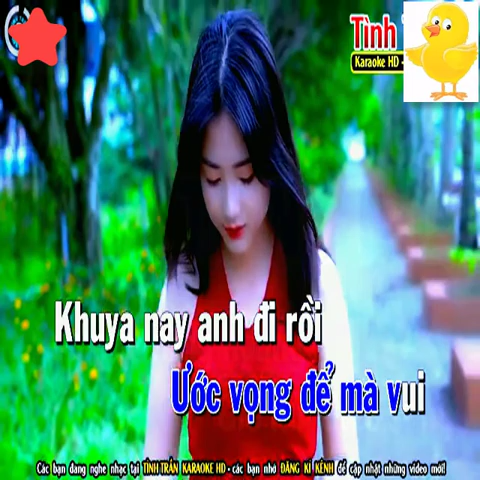 Tình
Karaoke HD -
Khuya nay anh đi rồi
Ước vọng để mà vui
Các bạn đang nghe nhạc tại TÌNH TRẦN KARAOKE HD - các bạn nhớ ĐĂNG KÍ KÊNH để cập nhật những video mới!